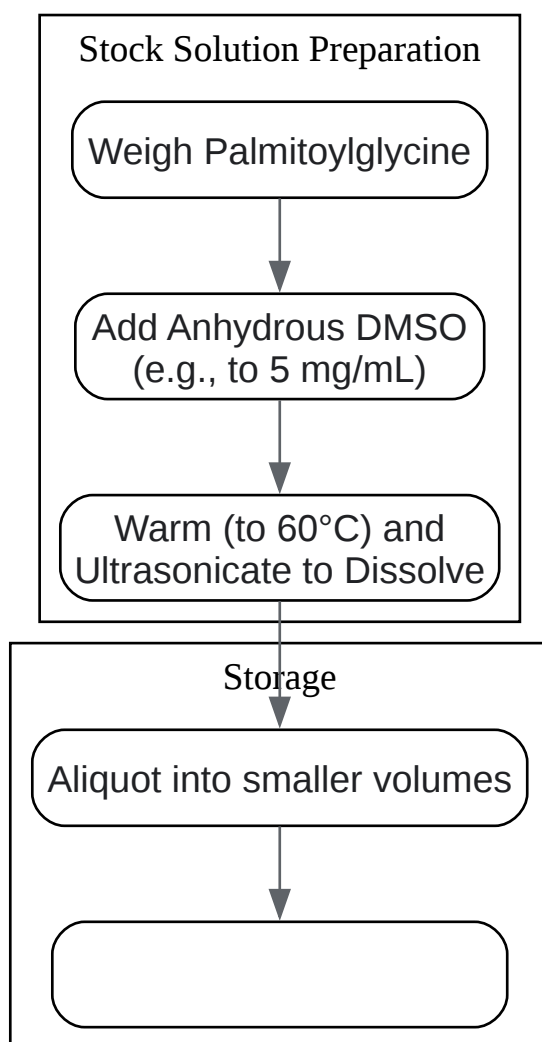 Stock Solution Preparation
Weigh Palmitoylglycine
Add Anhydrous DMSO
(e.g., to 5 mg/mL)
Warm (to 60°C) and
Ultrasonicate to Dissolve
Storage
Aliquot into smaller volumes